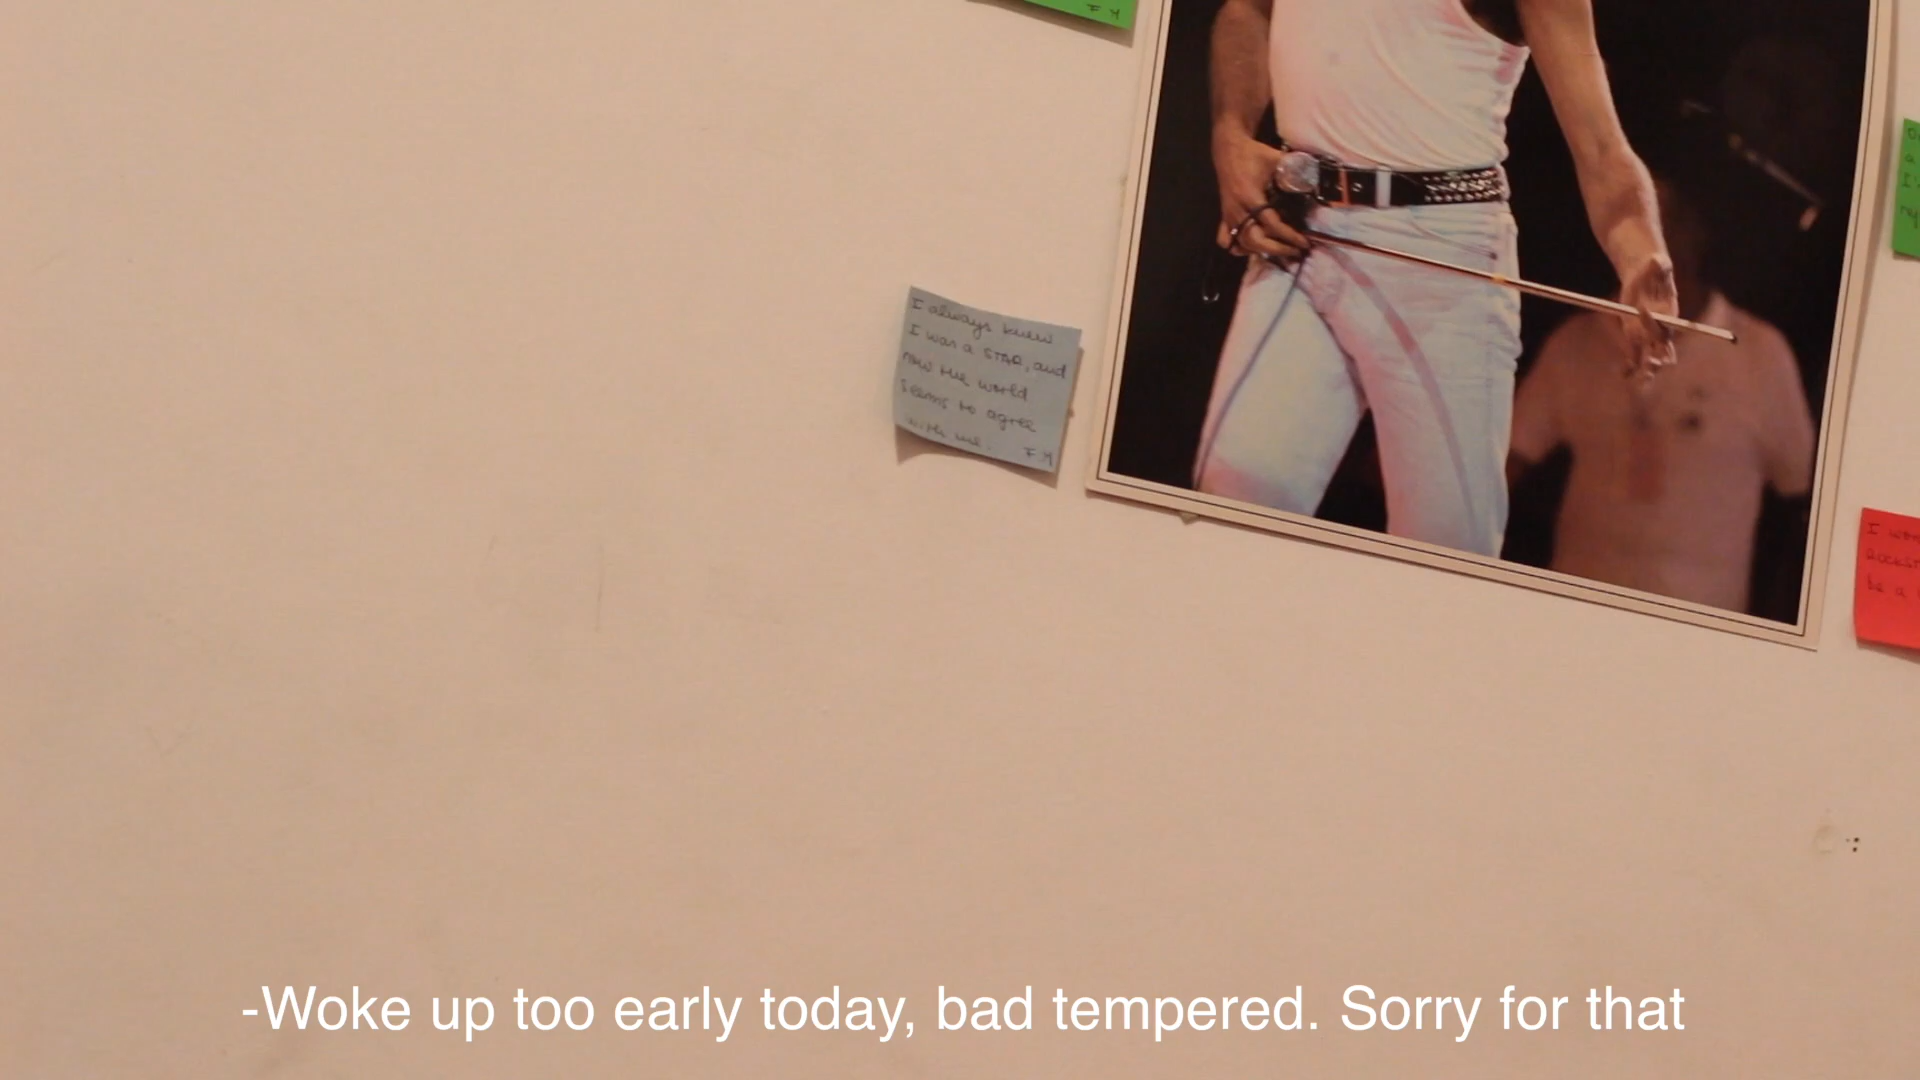 F M
I always knew
I was a STAR, and
now the world
seems to agree
with me.
F M
I
be a
-Woke up too early today, bad tempered. Sorry for that